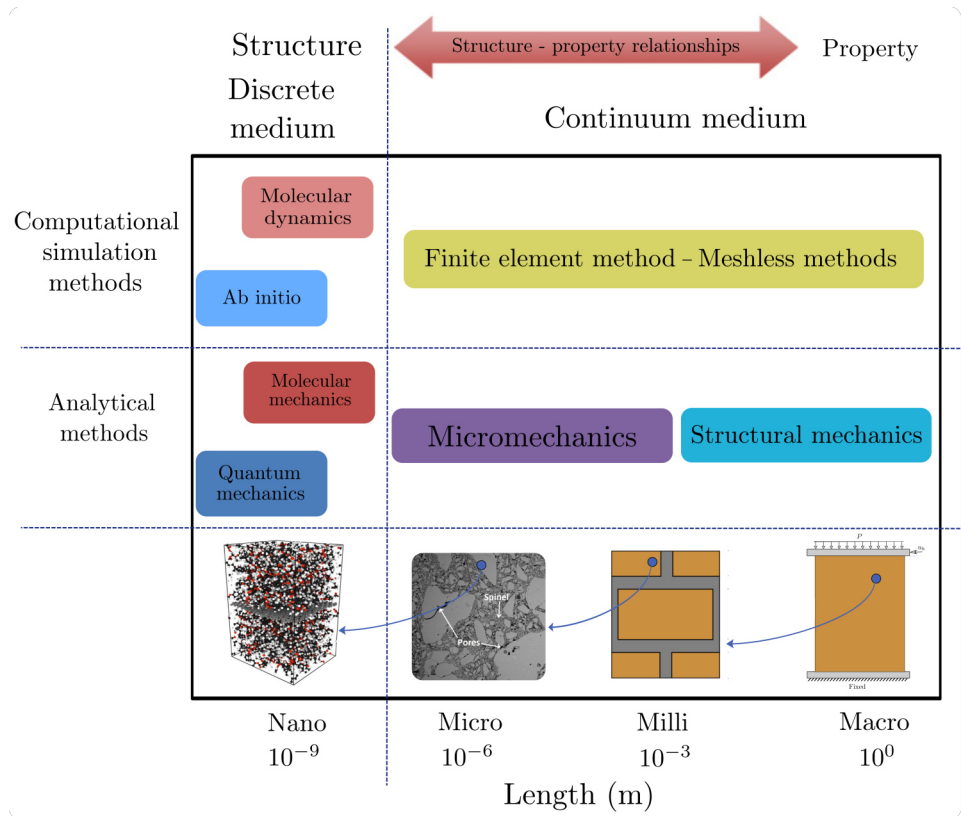 Structure
Structure - property relationships
Property
Discrete
medium
Continuum medium
Computational
simulation
methods
Molecular
dynamics
Finite element method – Meshless methods
Ab initio
Analytical
methods
Molecular
mechanics
Micromechanics
Structural mechanics
Quantum
mechanics
Spinel
Pores
P
Fixed
Nano
Micro
Milli
Macro
10⁻⁹
10⁻⁶
10⁻³
10⁰
Length (m)